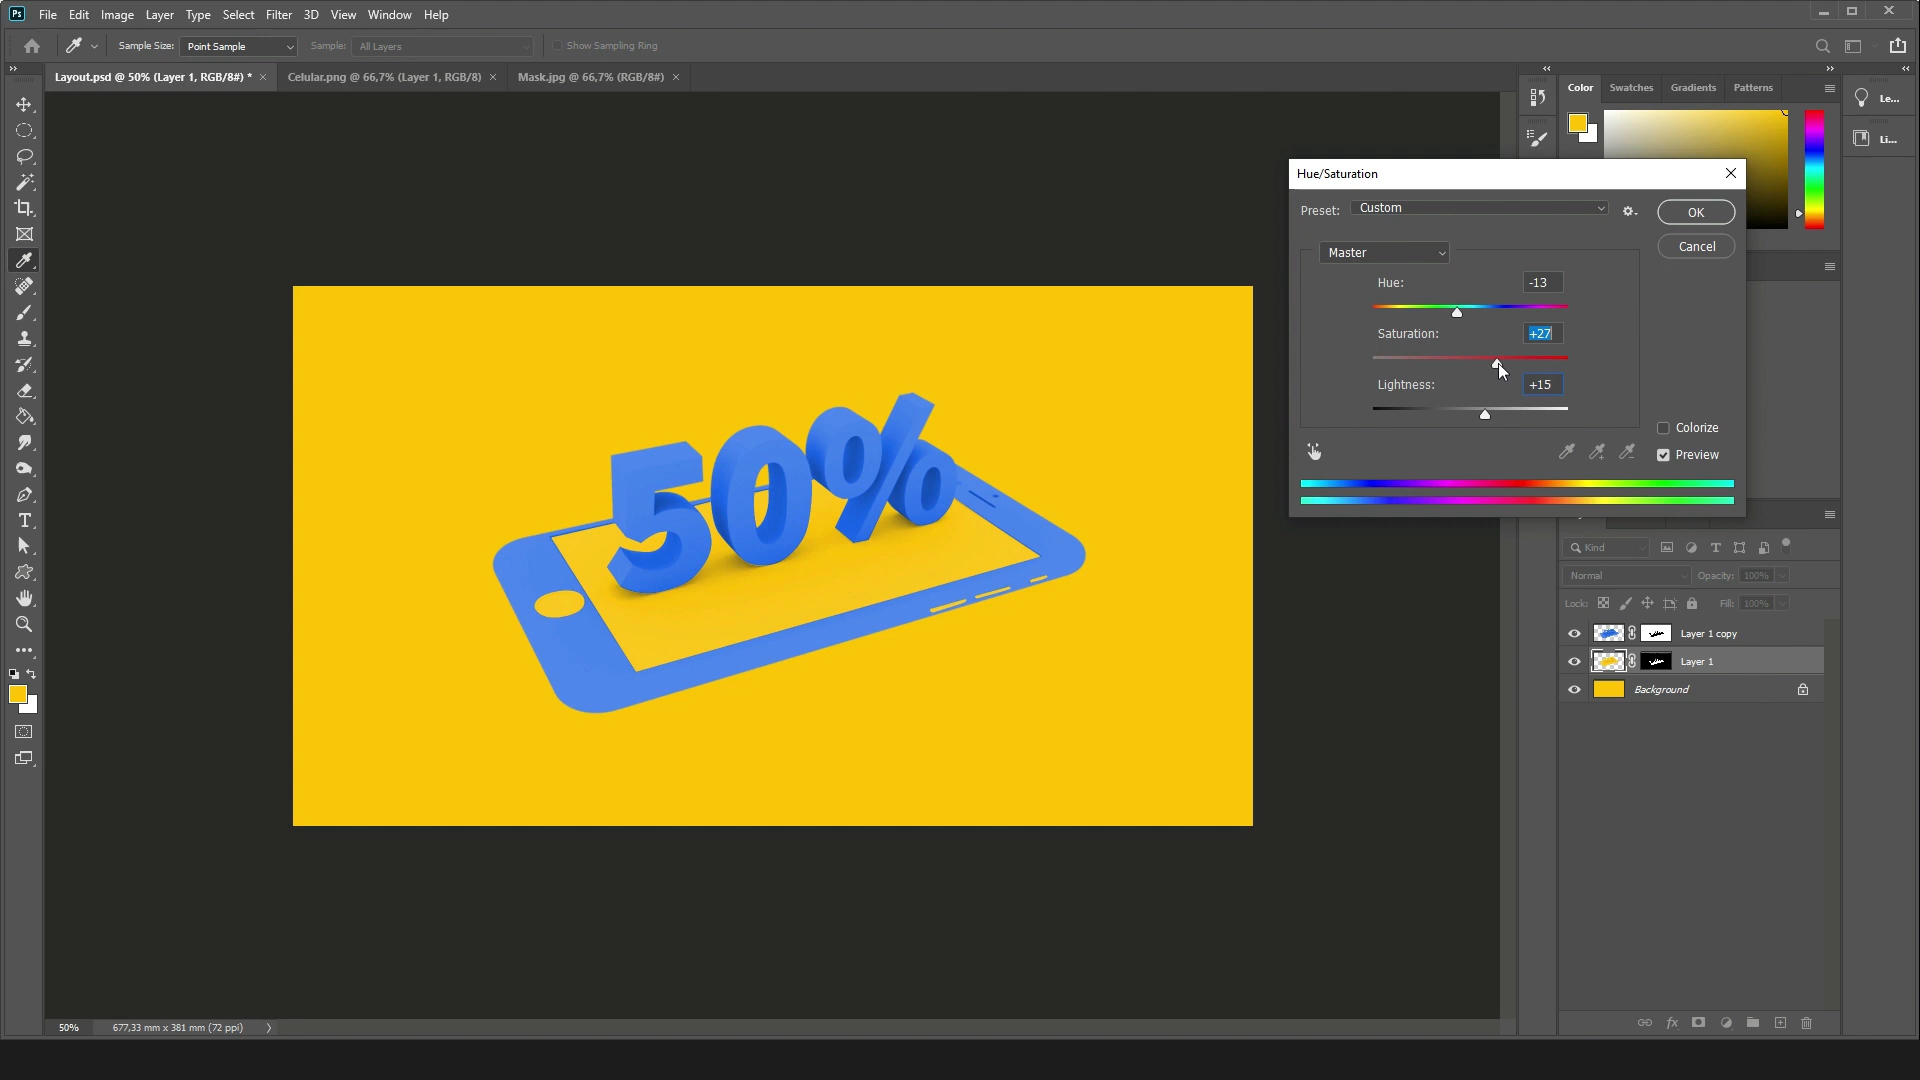 Ps File Edit Image Layer Type Select Filter 3D View Window Help
Sample Size: Point Sample Sample: All Layers Show Sampling Ring
Layout.psd @ 50% (Layer 1, RGB/8#) * Celular.png @ 66,7% (Layer 1, RGB/8) Mask.jpg @ 66,7% (RGB/8#)
Color Swatches Gradients Patterns
Le...
Li...
Hue/Saturation
Preset: Custom OK
Master Cancel
Hue: -13
Saturation: +27
Lightness: +15
Colorize
Preview
50%
Kind
Normal Opacity: 100%
Lock: Fill: 100%
Layer 1 copy
Layer 1
Background
50% 677,33 mm x 381 mm (72 ppi)